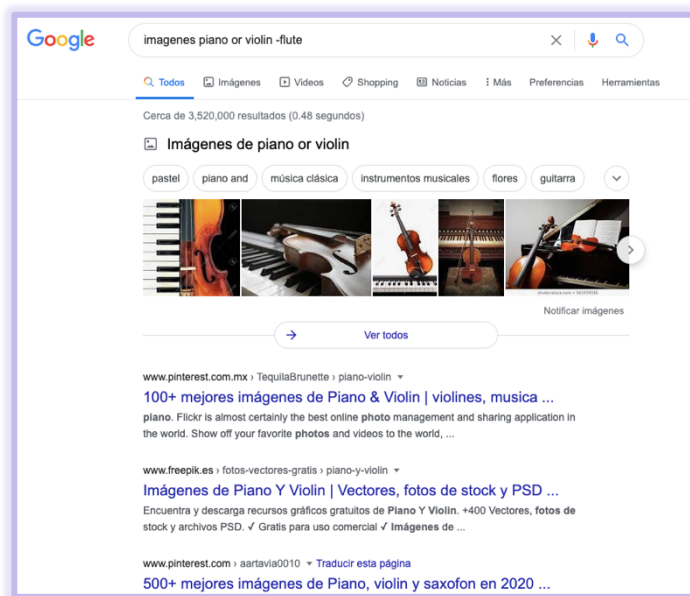 Google
imagenes piano or violin -flute
Todos Imágenes Videos Shopping Noticias Más Preferencias Herramientas
Cerca de 3,520,000 resultados (0.48 segundos)
Imágenes de piano or violin
pastel piano and música clásica instrumentos musicales flores guitarra
Notificar imágenes
Ver todos
www.pinterest.com.mx › TequilaBrunette › piano-violin
100+ mejores imágenes de Piano & Violin | violines, musica ...
piano. Flickr is almost certainly the best online photo management and sharing application in
the world. Show off your favorite photos and videos to the world, ...
www.freepik.es › fotos-vectores-gratis › piano-y-violin
Imágenes de Piano Y Violin | Vectores, fotos de stock y PSD ...
Encuentra y descarga recursos gráficos gratuitos de Piano Y Violin. +400 Vectores, fotos de
stock y archivos PSD. ✓ Gratis para uso comercial ✓ Imágenes de ...
www.pinterest.com › aartavia0010 Traducir esta página
500+ mejores imágenes de Piano, violin y saxofon en 2020 ...